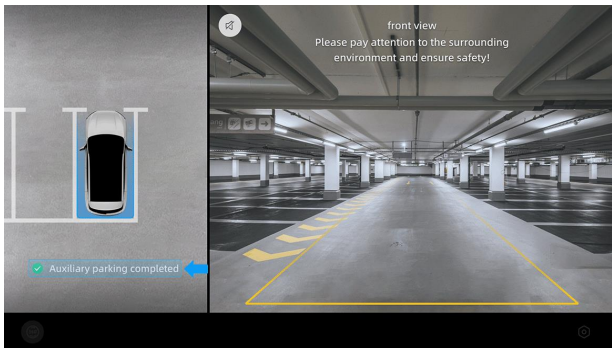 front view
Please pay attention to the surrounding
environment and ensure safety!
Auxiliary parking completed